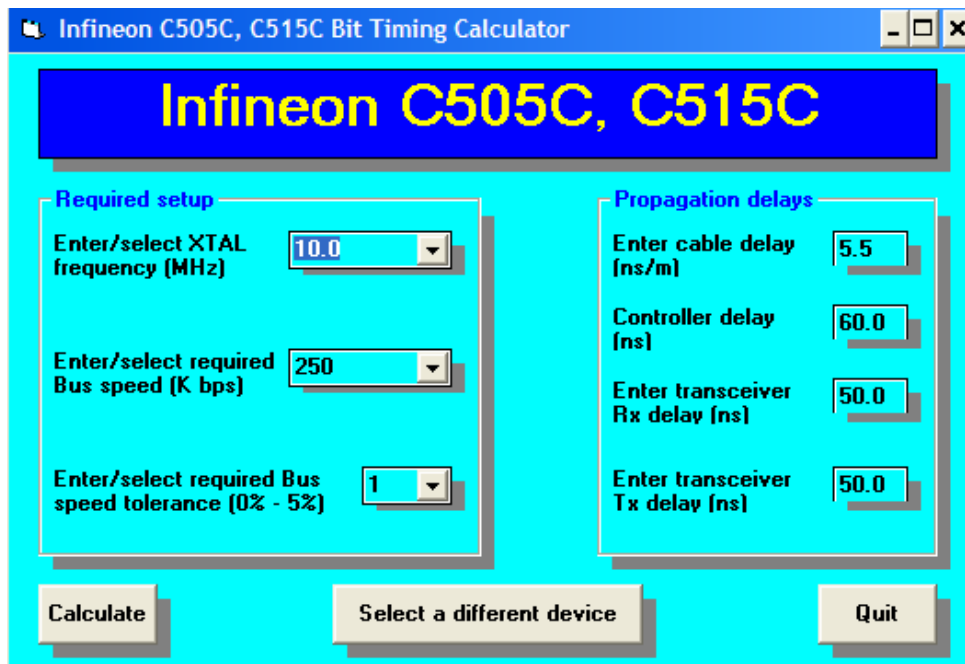 Infineon C505C, C515C Bit Timing Calculator
Infineon C505C, C515C
Required setup
Enter/select XTAL
frequency (MHz)
10.0
Enter/select required
Bus speed (K bps)
250
Enter/select required Bus
speed tolerance (0% - 5%)
1
Propagation delays
Enter cable delay
(ns/m)
5.5
Controller delay
(ns)
60.0
Enter transceiver
Rx delay (ns)
50.0
Enter transceiver
Tx delay (ns)
50.0
Calculate
Select a different device
Quit